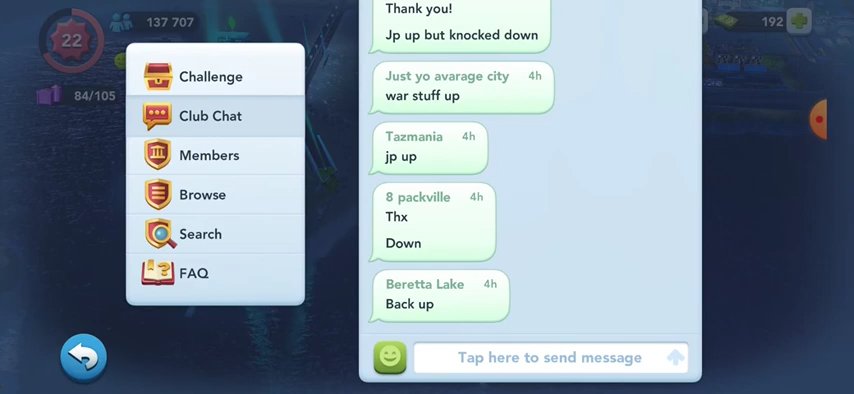 22
137 707
192
84/105
Challenge
Club Chat
Members
Browse
Search
FAQ
Thank you!
Jp up but knocked down
Just yo avarage city 4h
war stuff up
Tazmania 4h
jp up
8 packville 4h
Thx
Down
Beretta Lake 4h
Back up
Tap here to send message